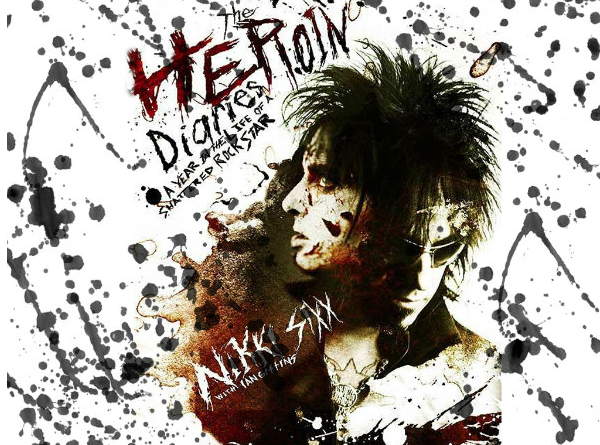 The
HEROIN
Diaries
A YEAR IN THE LIFE OF A
SHATTERED ROCK STAR
NIKKI SIXX
WITH IAN GITTINS